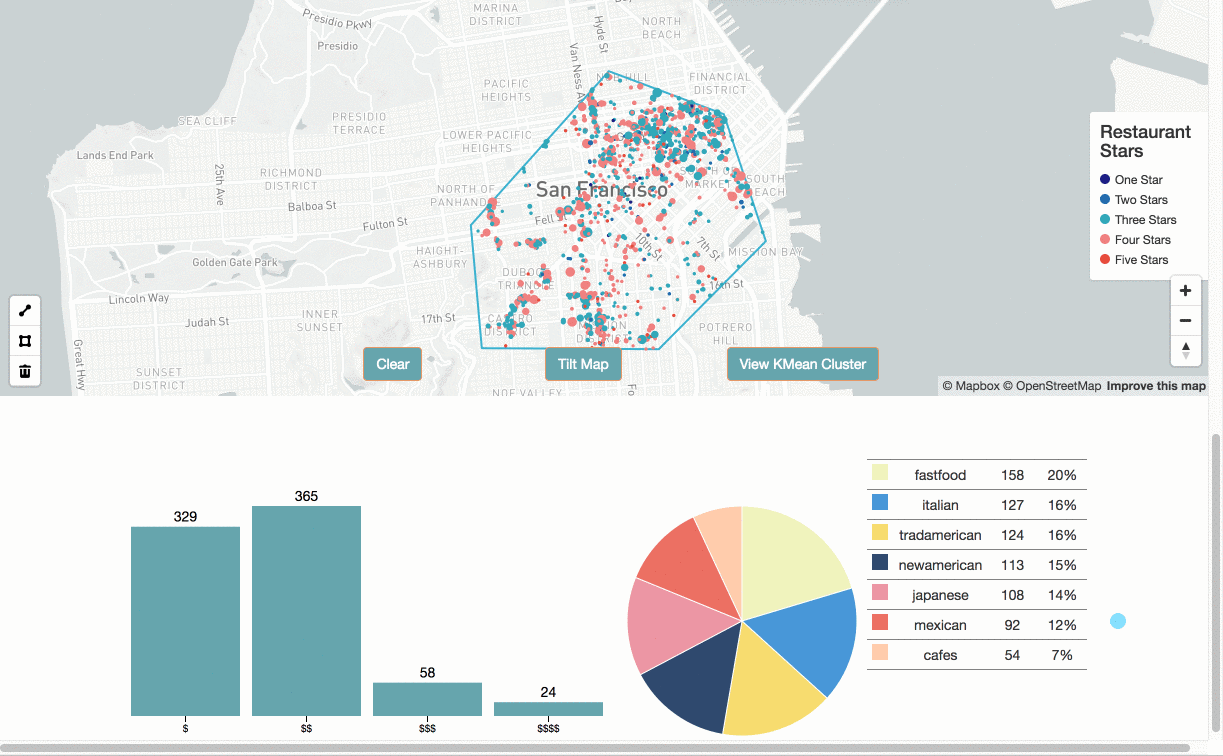 MARINA
DISTRICT
Presidio Pkwy
Presidio
Hyde St
NORTH
BEACH
Van Ness A
PACIFIC
HEIGHTS
FINANCIAL
DISTRICT
SEA CLIFF
PRESIDIO
TERRACE
LOWER PACIFIC
HEIGHTS
Lands End Park
25th Ave
RICHMOND
DISTRICT
NORTH OF
PANHAND
San Francisco
SOUTH
BEACH
MARKET
Balboa St
Fulton St
Fell St
10th St
7th St
HAIGHT-
ASHBURY
MISSION BAY
Golden Gate Park
DUBOC
TRIANGLE
16th St
Lincoln Way
Judah St
INNER
SUNSET
17th St
CASTRO
DISTRICT
MISSION
DISTRICT
POTRERO
HILL
Great Hwy
SUNSET
DISTRICT
NOE VALLEY
Restaurant
Stars
One Star
Two Stars
Three Stars
Four Stars
Five Stars
+
−
Clear
Tilt Map
View KMean Cluster
© Mapbox © OpenStreetMap Improve this map
329
365
58
24
$
$$
$$$
$$$$
fastfood 158 20%
italian 127 16%
tradamerican 124 16%
newamerican 113 15%
japanese 108 14%
mexican 92 12%
cafes 54 7%